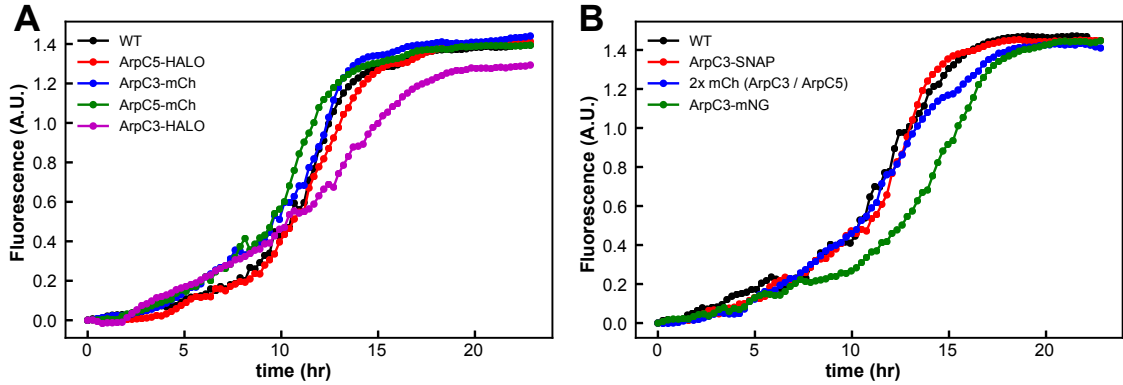 A
Fluorescence (A.U.)
1.4
1.2
1.0
0.8
0.6
0.4
0.2
0.0
WT
ArpC5-HALO
ArpC3-mCh
ArpC5-mCh
ArpC3-HALO
0
5
10
15
20
time (hr)
B
Fluorescence (A.U.)
1.4
1.2
1.0
0.8
0.6
0.4
0.2
0.0
WT
ArpC3-SNAP
2x mCh (ArpC3 / ArpC5)
ArpC3-mNG
0
5
10
15
20
time (hr)